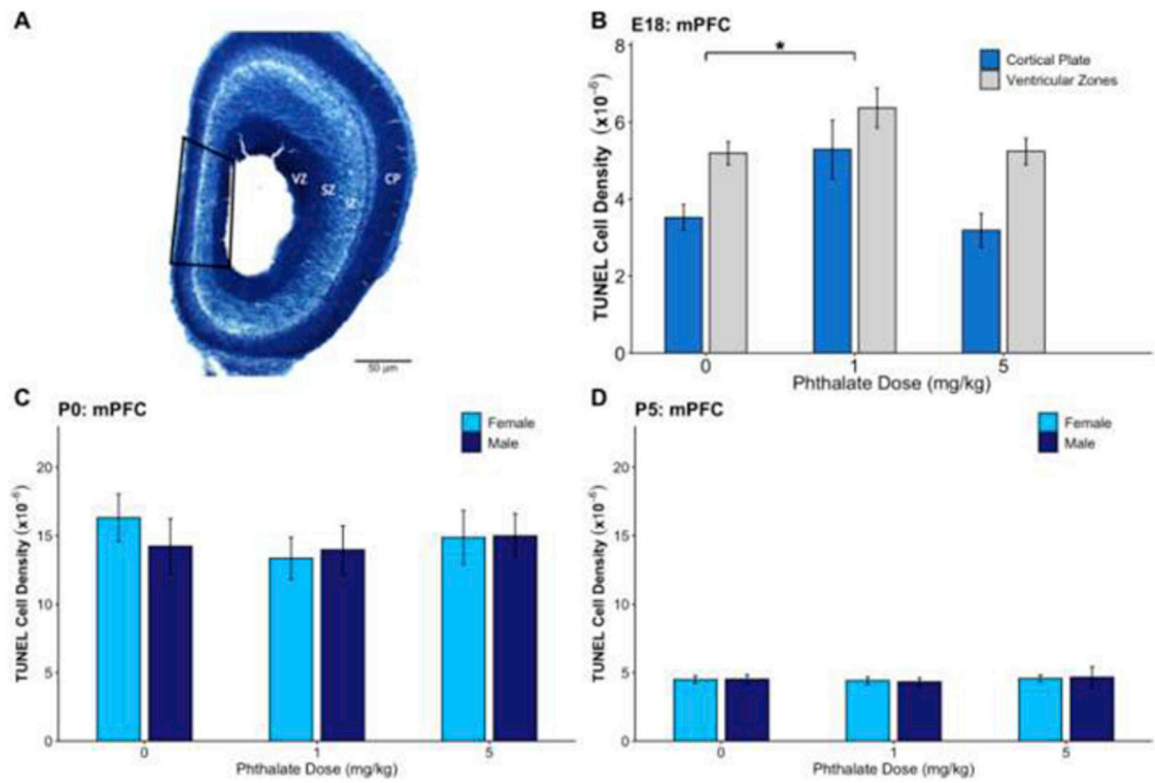 A
VZ
SZ
IZ
CP
50 µm
B
E18: mPFC
*
Cortical Plate
Ventricular Zones
TUNEL Cell Density (x10⁻⁶)
8
6
4
2
0
0 1 5
Phthalate Dose (mg/kg)
C
P0: mPFC
Female
Male
TUNEL Cell Density (x10⁻⁶)
20
15
10
5
0
0 1 5
Phthalate Dose (mg/kg)
D
P5: mPFC
Female
Male
TUNEL Cell Density (x10⁻⁶)
20
15
10
5
0
0 1 5
Phthalate Dose (mg/kg)